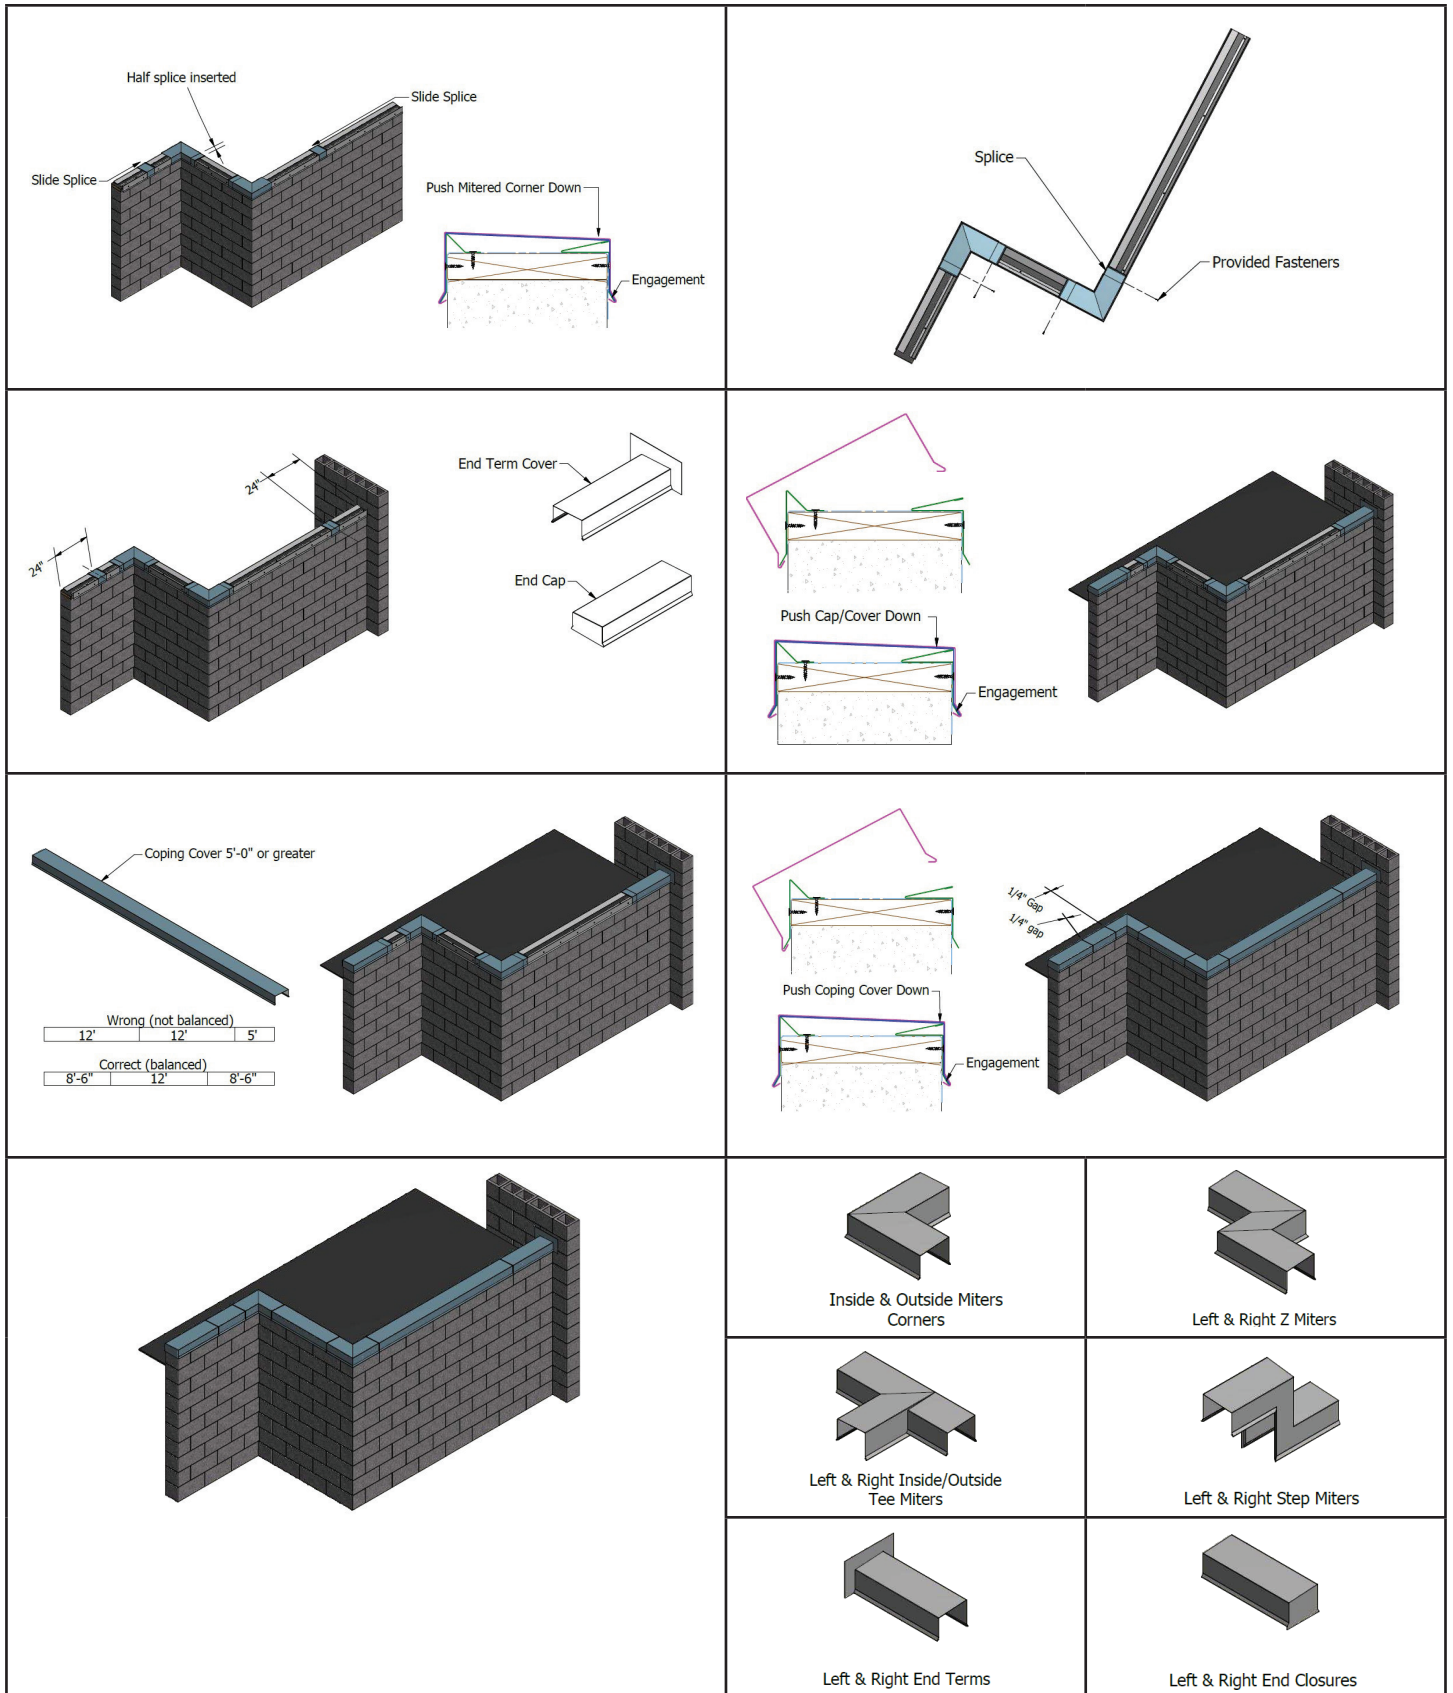 Half splice inserted
Slide Splice
Slide Splice
Push Mitered Corner Down
Engagement
Splice
Provided Fasteners
24"
24"
End Term Cover
End Cap
Push Cap/Cover Down
Engagement
Coping Cover 5'-0" or greater
Wrong (not balanced)
12' 12' 5'
Correct (balanced)
8'-6" 12' 8'-6"
1/4" Gap
1/4" gap
Push Coping Cover Down
Engagement
Inside & Outside Miters
Corners
Left & Right Z Miters
Left & Right Inside/Outside
Tee Miters
Left & Right Step Miters
Left & Right End Terms
Left & Right End Closures